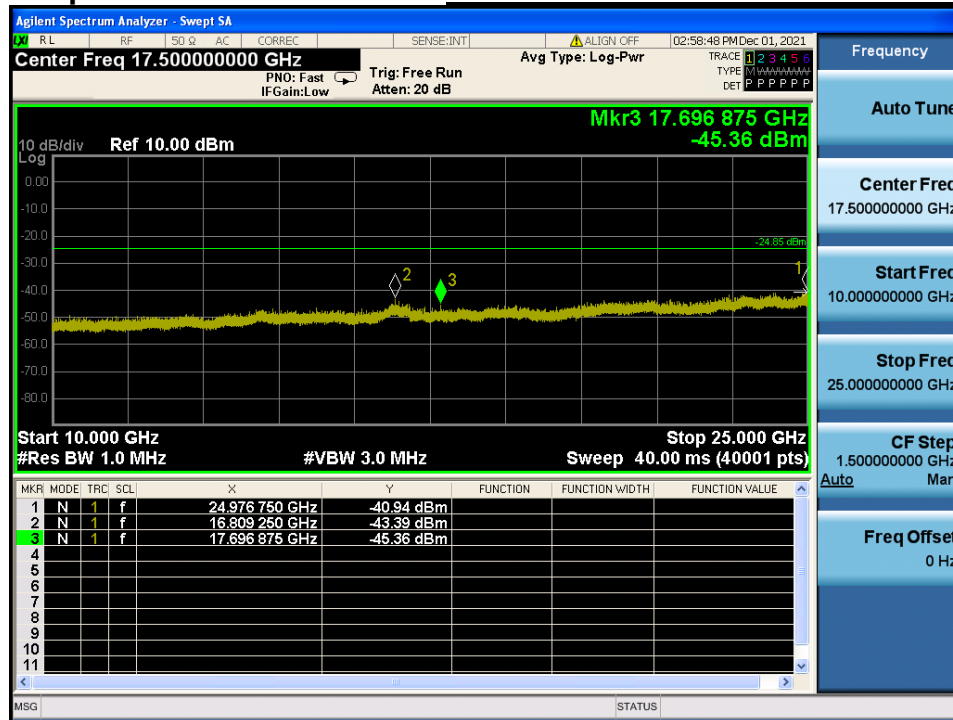 Agilent Spectrum Analyzer - Swept SA
LXI RL RF 50 Ω AC CORREC SENSE:INT ALIGN OFF 02:58:48 PM Dec 01, 2021
Center Freq 17.500000000 GHz
PNO: Fast
IFGain:Low
Trig: Free Run
Atten: 20 dB
Avg Type: Log-Pwr
TRACE 1 2 3 4 5 6
TYPE M WWWWW
DET P P P P P P
Mkr3 17.696 875 GHz
-45.36 dBm
10 dB/div Ref 10.00 dBm
Log
0.00
-10.0
-20.0
-24.85 dBm
-30.0
1
2
3
-40.0
-50.0
-60.0
-70.0
-80.0
Start 10.000 GHz Stop 25.000 GHz
#Res BW 1.0 MHz #VBW 3.0 MHz Sweep 40.00 ms (40001 pts)
MKR MODE TRC SCL X Y FUNCTION FUNCTION WIDTH FUNCTION VALUE
1 N 1 f 24.976 750 GHz -40.94 dBm
2 N 1 f 16.809 250 GHz -43.39 dBm
3 N 1 f 17.696 875 GHz -45.36 dBm
4
5
6
7
8
9
10
11
MSG STATUS
Frequency
Auto Tune
Center Freq
17.500000000 GHz
Start Freq
10.000000000 GHz
Stop Freq
25.000000000 GHz
CF Step
1.500000000 GHz
Auto Man
Freq Offset
0 Hz